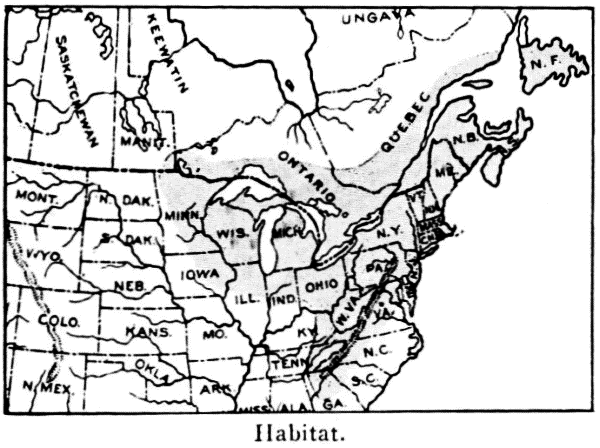 UNGAVA
KEEWATIN
SASKATCHEWAN
N.F.
QUEBEC
MANIT.
ONTARIO
N.B.
ME.
MONT.
N. DAK.
MINN.
VT.
N.H.
MASS.
WIS.
MICH.
N.Y.
S. DAK.
WYO.
IOWA
PA.
N.J.
NEB.
ILL.
IND.
OHIO
W.VA.
VA.
COLO.
KANS.
MO.
KY.
N.C.
TENN.
OKLA.
S.C.
N. MEX.
ARK.
MISS.
ALA.
GA.
Habitat.